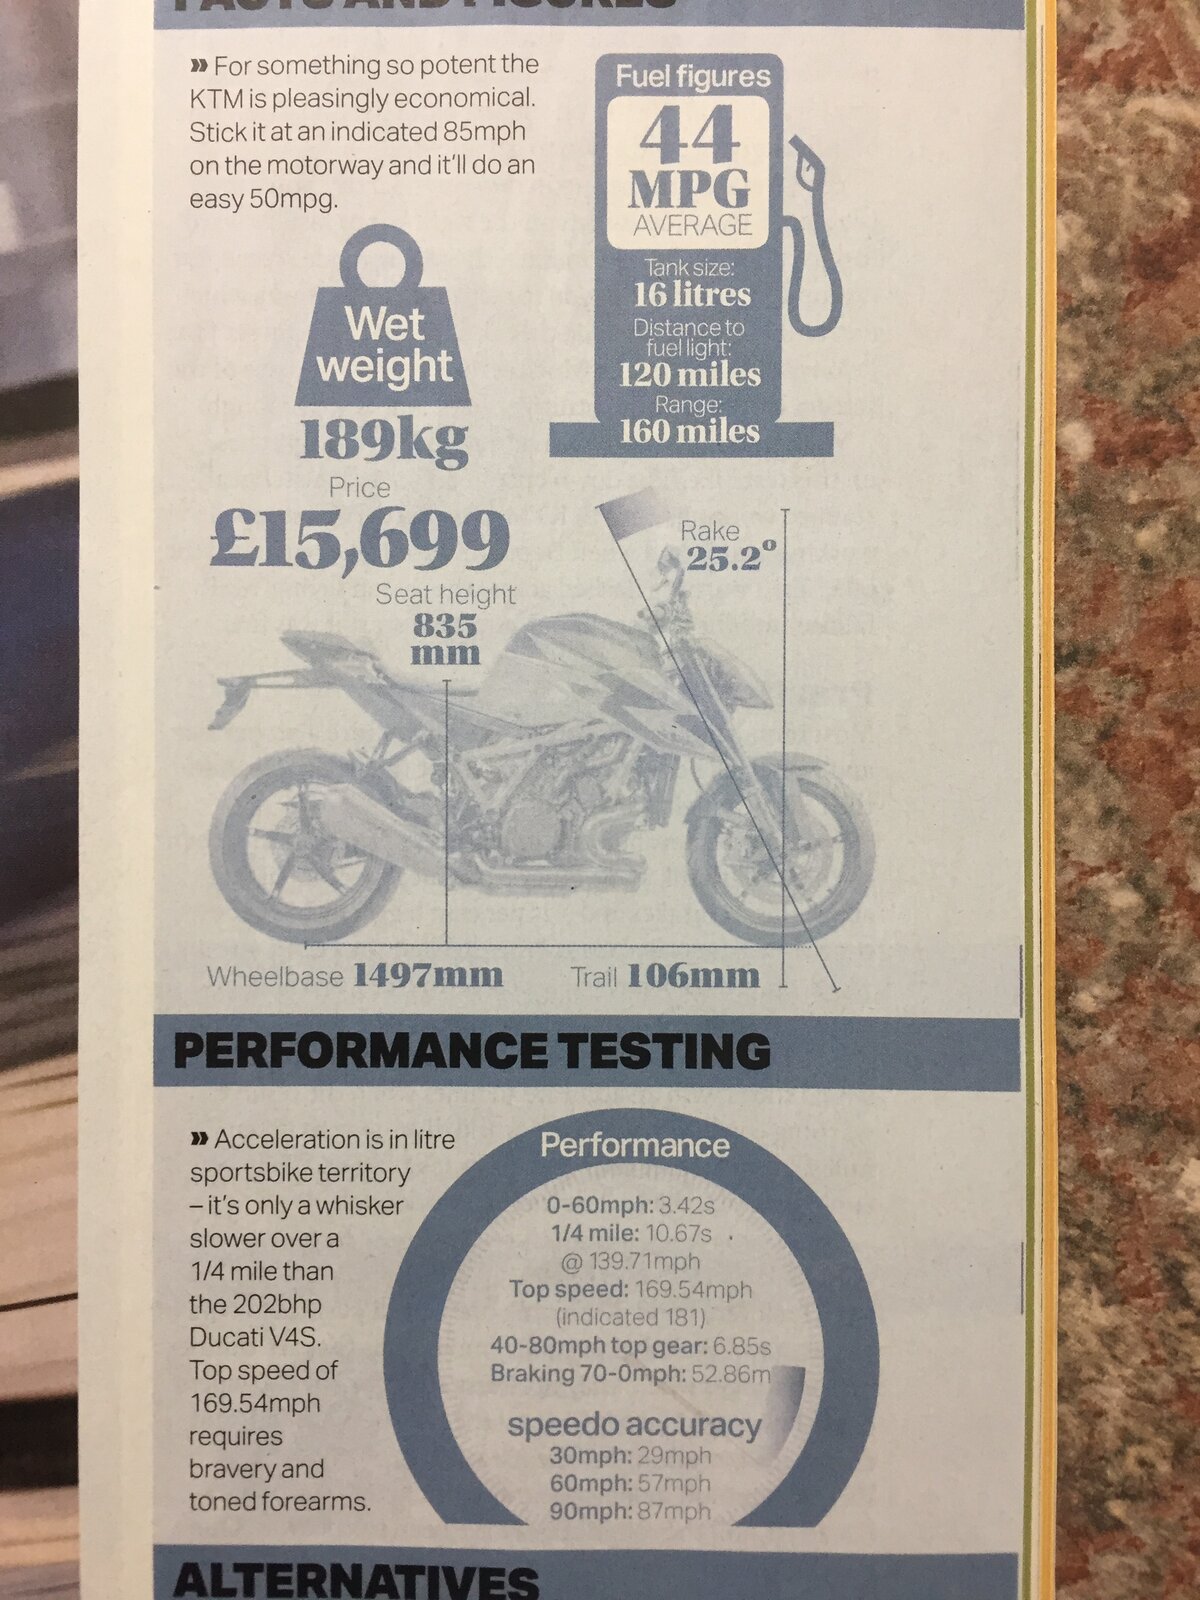 FACTS AND FIGURES
» For something so potent the
KTM is pleasingly economical.
Stick it at an indicated 85mph
on the motorway and it'll do an
easy 50mpg.
Fuel figures
44
MPG
AVERAGE
Tank size:
16 litres
Distance to
fuel light:
120 miles
Range:
160 miles
Wet
weight
189kg
Price
£15,699
Seat height
835
mm
Rake
25.2°
Wheelbase 1497mm
Trail 106mm
PERFORMANCE TESTING
» Acceleration is in litre
sportsbike territory
– it's only a whisker
slower over a
1/4 mile than
the 202bhp
Ducati V4S.
Top speed of
169.54mph
requires
bravery and
toned forearms.
Performance
0-60mph: 3.42s
1/4 mile: 10.67s
@ 139.71mph
Top speed: 169.54mph
(indicated 181)
40-80mph top gear: 6.85s
Braking 70-0mph: 52.86m
speedo accuracy
30mph: 29mph
60mph: 57mph
90mph: 87mph
ALTERNATIVES